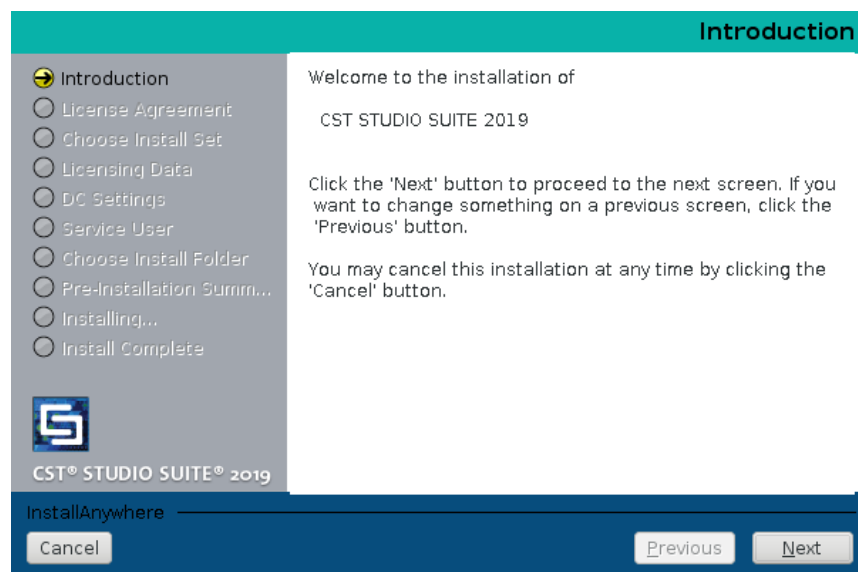 Introduction
Introduction
License Agreement
Choose Install Set
Licensing Data
DC Settings
Service User
Choose Install Folder
Pre-Installation Summ...
Installing...
Install Complete
CST® STUDIO SUITE® 2019
Welcome to the installation of
CST STUDIO SUITE 2019
Click the 'Next' button to proceed to the next screen. If you
want to change something on a previous screen, click the
'Previous' button.
You may cancel this installation at any time by clicking the
'Cancel' button.
InstallAnywhere
Cancel
Previous
Next